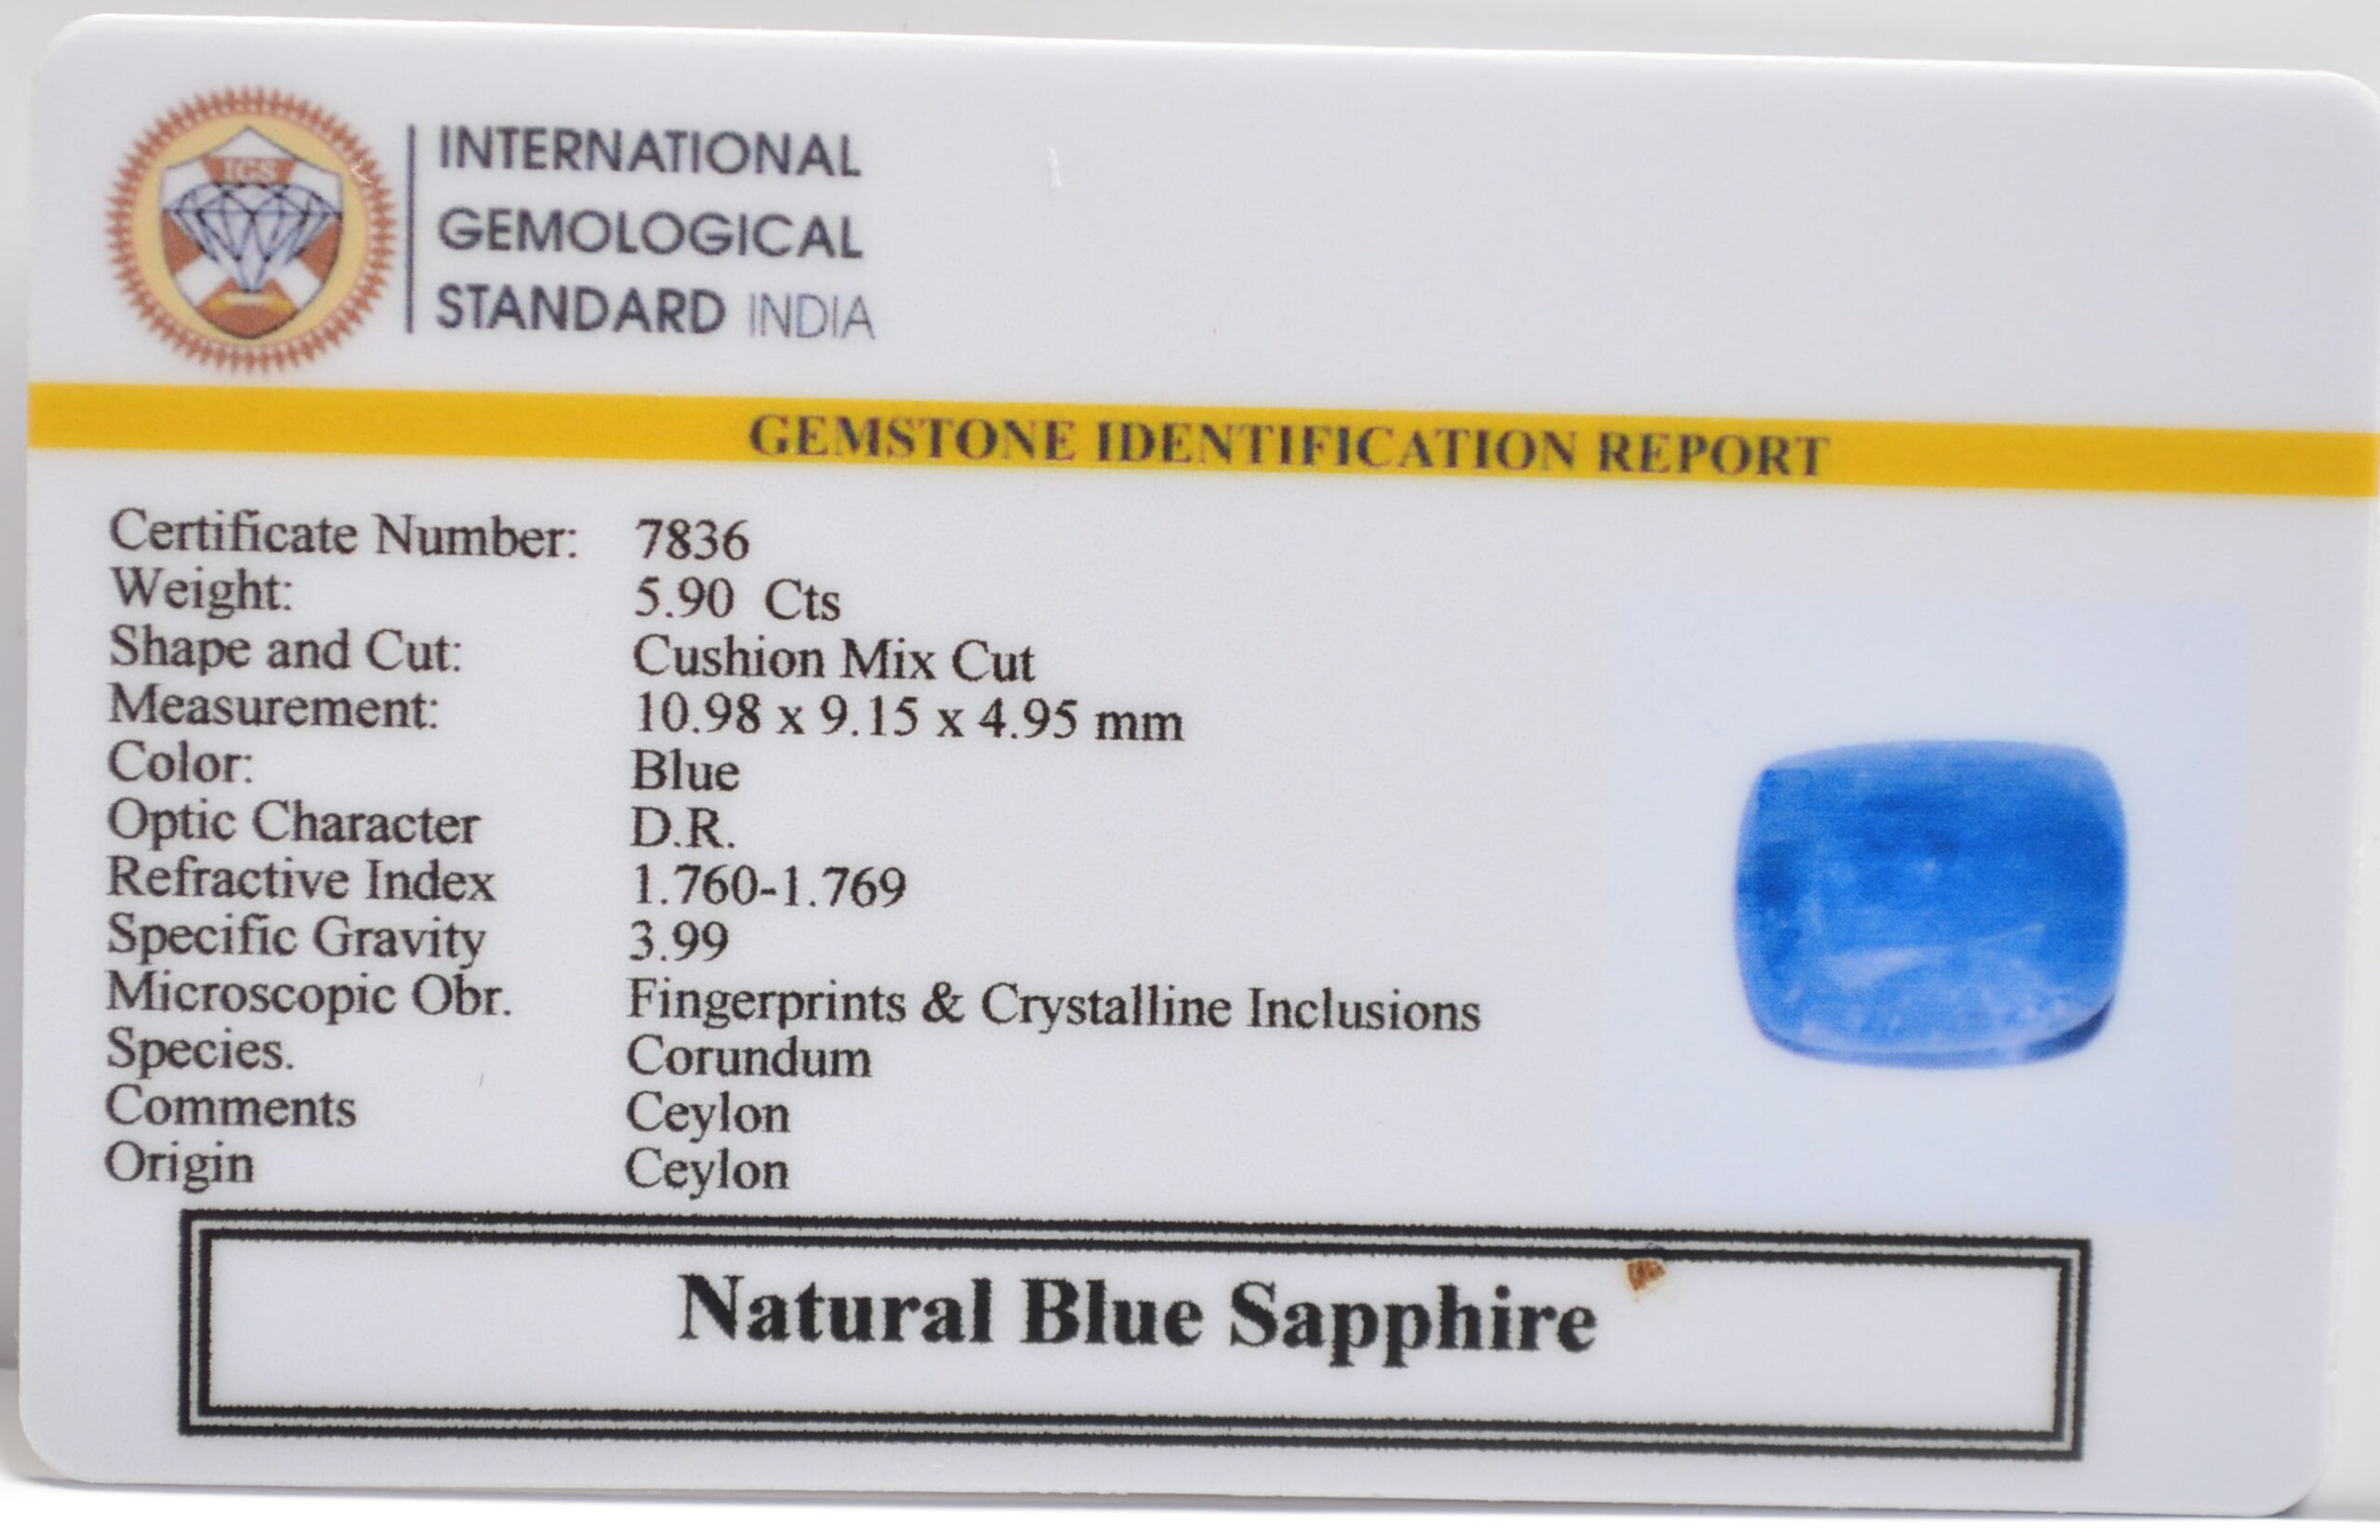 IGS
INTERNATIONAL
GEMOLOGICAL
STANDARD INDIA
GEMSTONE IDENTIFICATION REPORT
Certificate Number: 7836
Weight: 5.90 Cts
Shape and Cut: Cushion Mix Cut
Measurement: 10.98 x 9.15 x 4.95 mm
Color: Blue
Optic Character D.R.
Refractive Index 1.760-1.769
Specific Gravity 3.99
Microscopic Obr. Fingerprints & Crystalline Inclusions
Species. Corundum
Comments Ceylon
Origin Ceylon
Natural Blue Sapphire